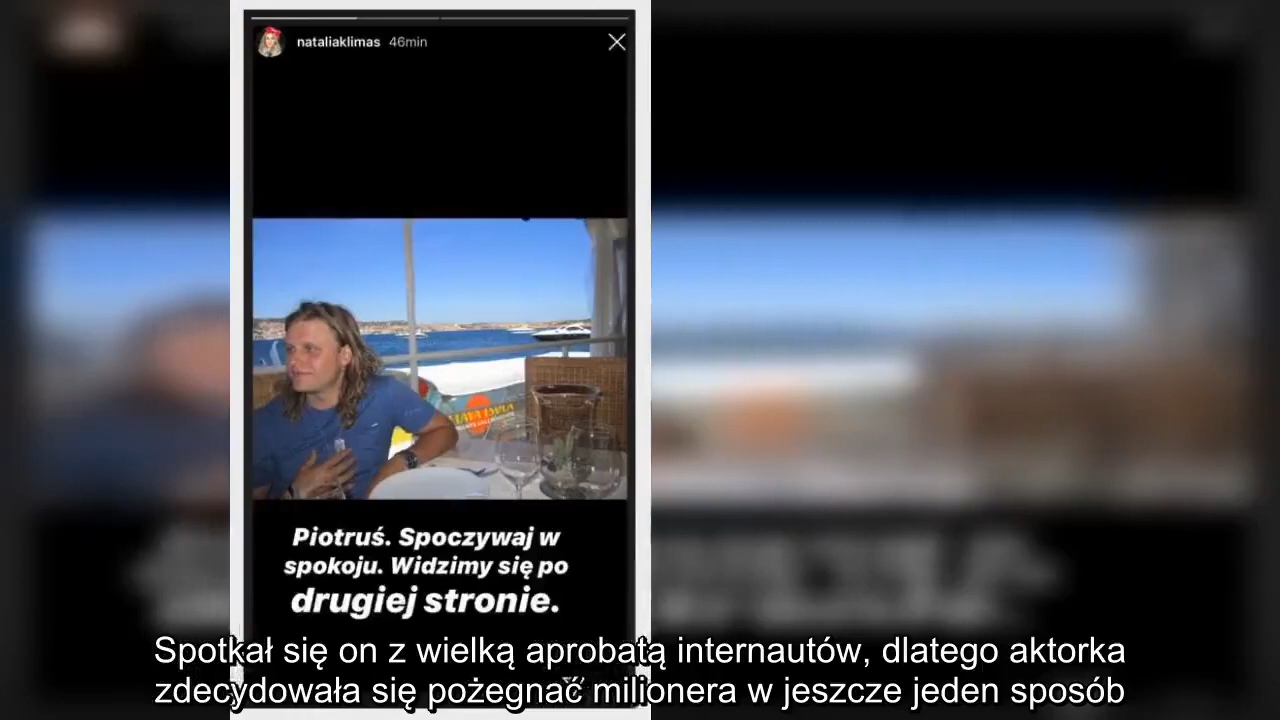 nataliaklimas 46min
Piotruś. Spoczywaj w
spokoju. Widzimy się po
drugiej stronie.
Spotkał się on z wielką aprobatą internautów, dlatego aktorka
zdecydowała się pożegnać milionera w jeszcze jeden sposób